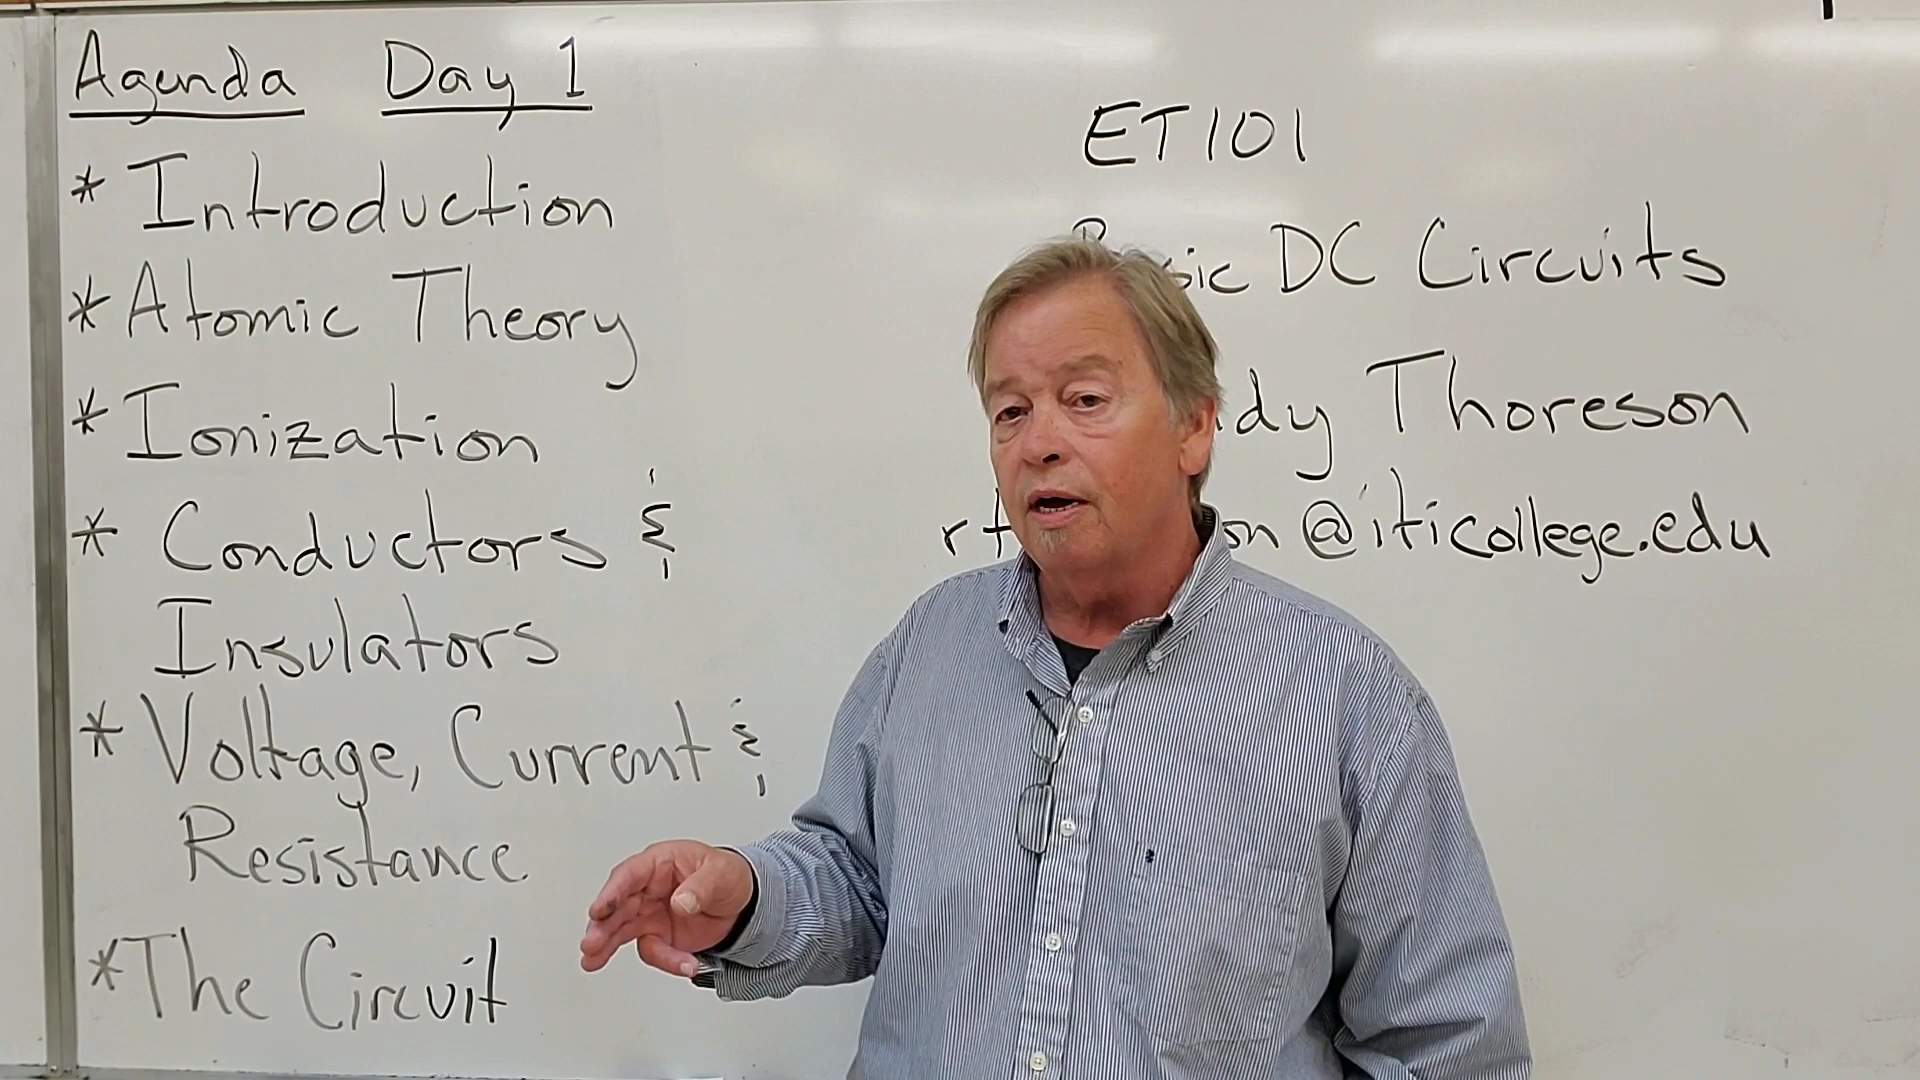 Agenda Day 1
* Introduction
* Atomic Theory
* Ionization
* Conductors &
Insulators
* Voltage, Current &
Resistance
* The Circuit
ET101
DC Circuits
Thoreson
@iticollege.edu